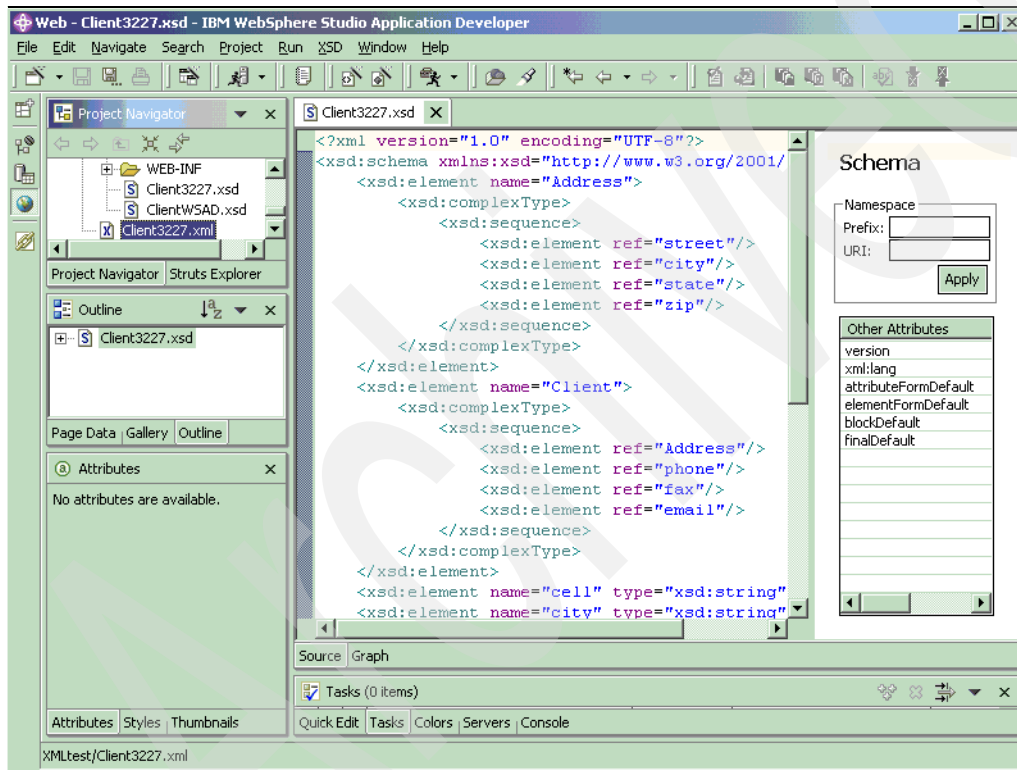 Web - Client3227.xsd - IBM WebSphere Studio Application Developer
File Edit Navigate Search Project Run XSD Window Help
Project Navigator
WEB-INF
Client3227.xsd
ClientWSAD.xsd
Client3227.xml
Project Navigator Struts Explorer
Outline
Client3227.xsd
Page Data Gallery Outline
Attributes
No attributes are available.
Attributes Styles Thumbnails
Client3227.xsd
<?xml version="1.0" encoding="UTF-8"?>
<xsd:schema xmlns:xsd="http://www.w3.org/2001/
<xsd:element name="Address">
<xsd:complexType>
<xsd:sequence>
<xsd:element ref="street"/>
<xsd:element ref="city"/>
<xsd:element ref="state"/>
<xsd:element ref="zip"/>
</xsd:sequence>
</xsd:complexType>
</xsd:element>
<xsd:element name="Client">
<xsd:complexType>
<xsd:sequence>
<xsd:element ref="Address"/>
<xsd:element ref="phone"/>
<xsd:element ref="fax"/>
<xsd:element ref="email"/>
</xsd:sequence>
</xsd:complexType>
</xsd:element>
<xsd:element name="cell" type="xsd:string"
<xsd:element name="city" type="xsd:string"
Source Graph
Schema
Namespace
Prefix:
URI:
Apply
Other Attributes
version
xml:lang
attributeFormDefault
elementFormDefault
blockDefault
finalDefault
Tasks (0 items)
Quick Edit Tasks Colors Servers Console
XMLtest/Client3227.xml